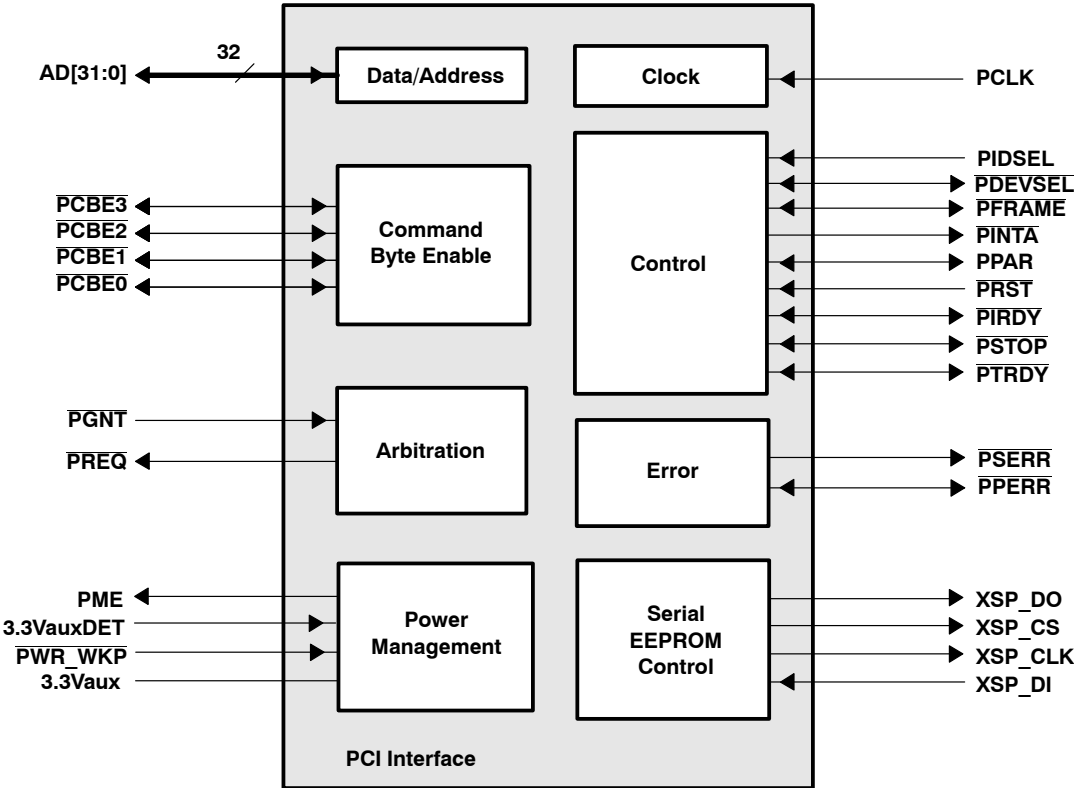 32
AD[31:0]
Data/Address
Clock
PCLK
PCBE3
PCBE2
PCBE1
PCBE0
Command
Byte Enable
Control
PIDSEL
PDEVSEL
PFRAME
PINTA
PPAR
PRST
PIRDY
PSTOP
PTRDY
PGNT
PREQ
Arbitration
Error
PSERR
PPERR
PME
3.3VauxDET
PWR_WKP
3.3Vaux
Power
Management
Serial
EEPROM
Control
XSP_DO
XSP_CS
XSP_CLK
XSP_DI
PCI Interface